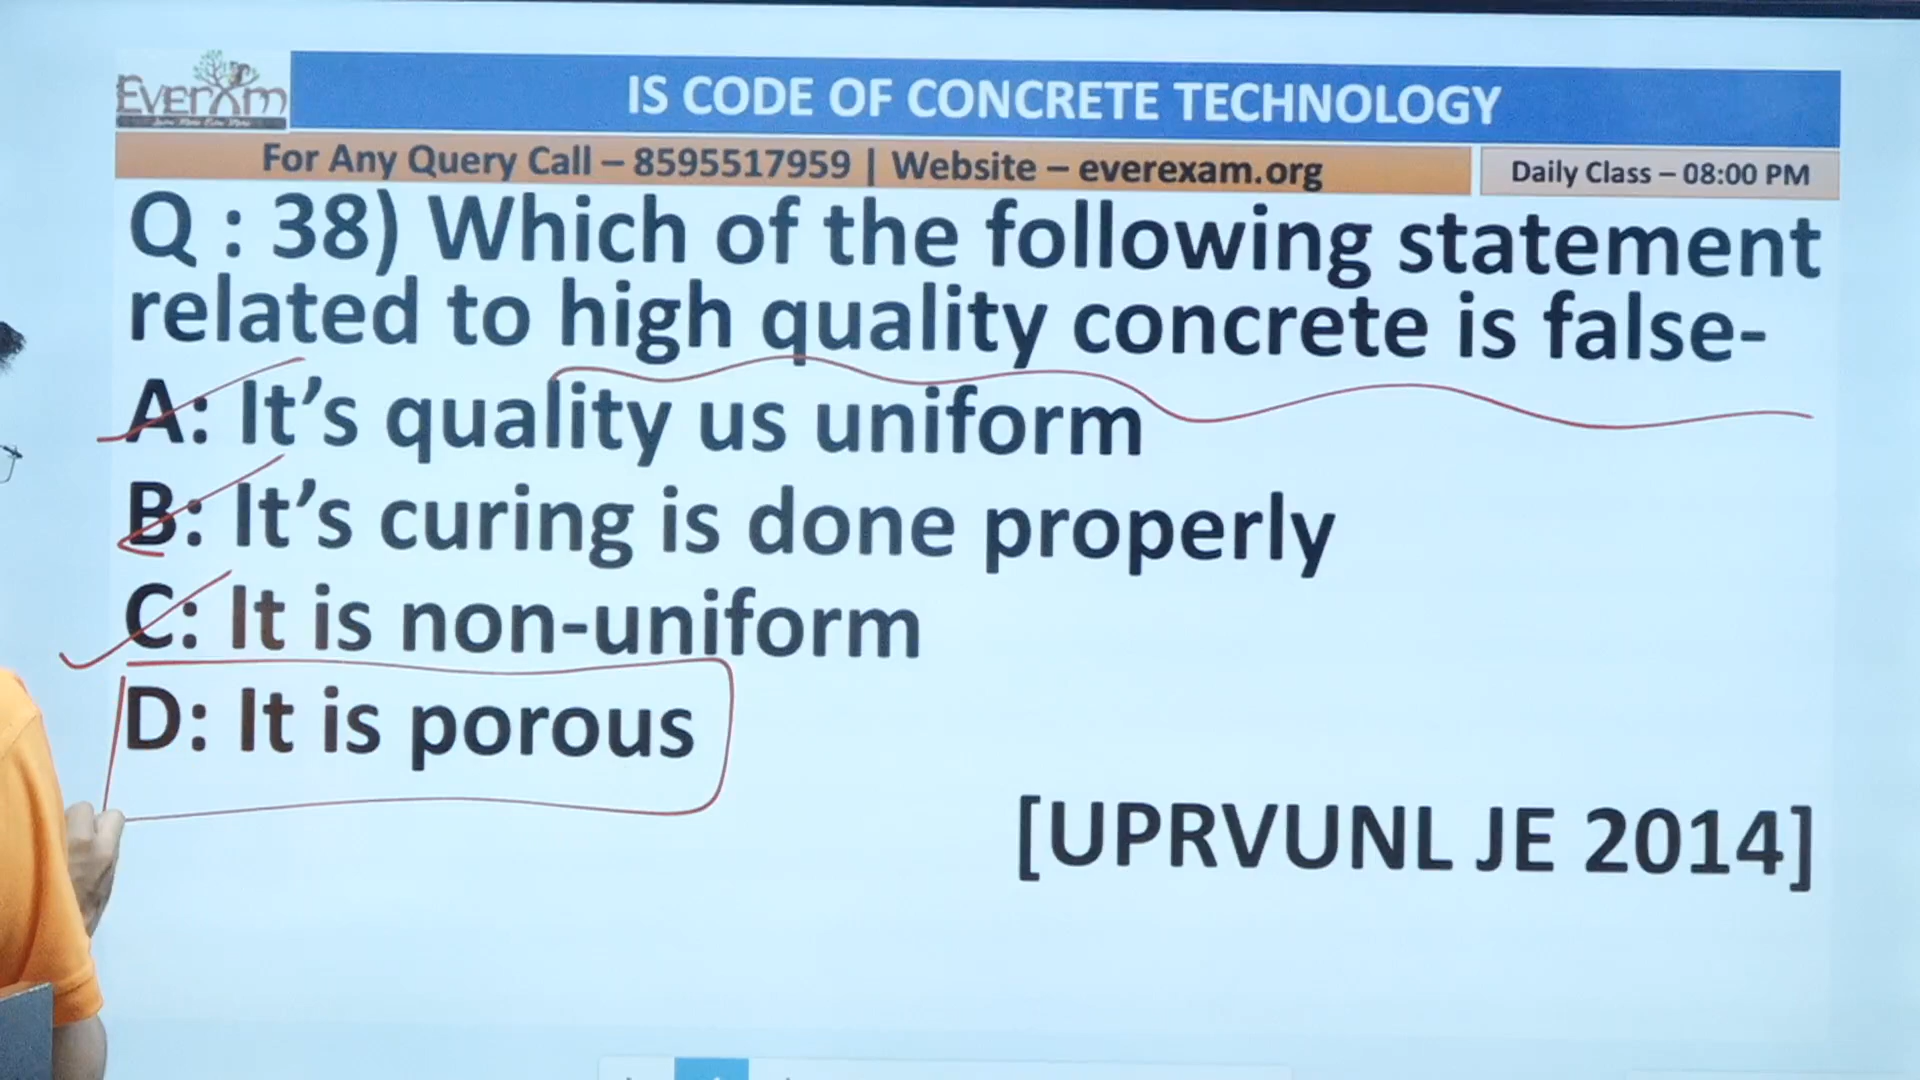 EverExm
IS CODE OF CONCRETE TECHNOLOGY
For Any Query Call – 8595517959 | Website – everexam.org
Daily Class – 08:00 PM
Q : 38) Which of the following statement
related to high quality concrete is false-
A: It's quality us uniform
B: It's curing is done properly
C: It is non-uniform
D: It is porous
[UPRVUNL JE 2014]